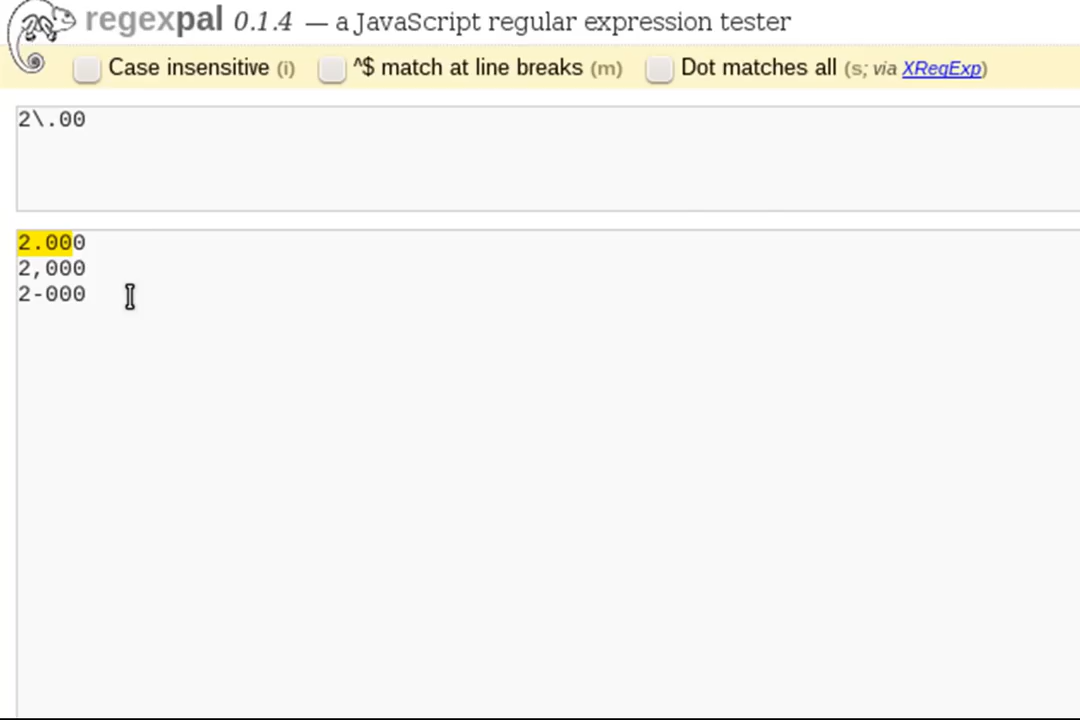 regexpal 0.1.4 — a JavaScript regular expression tester
Case insensitive (i) ^$ match at line breaks (m) Dot matches all (s; via XRegExp)
2\.00
2.000
2,000
2-000